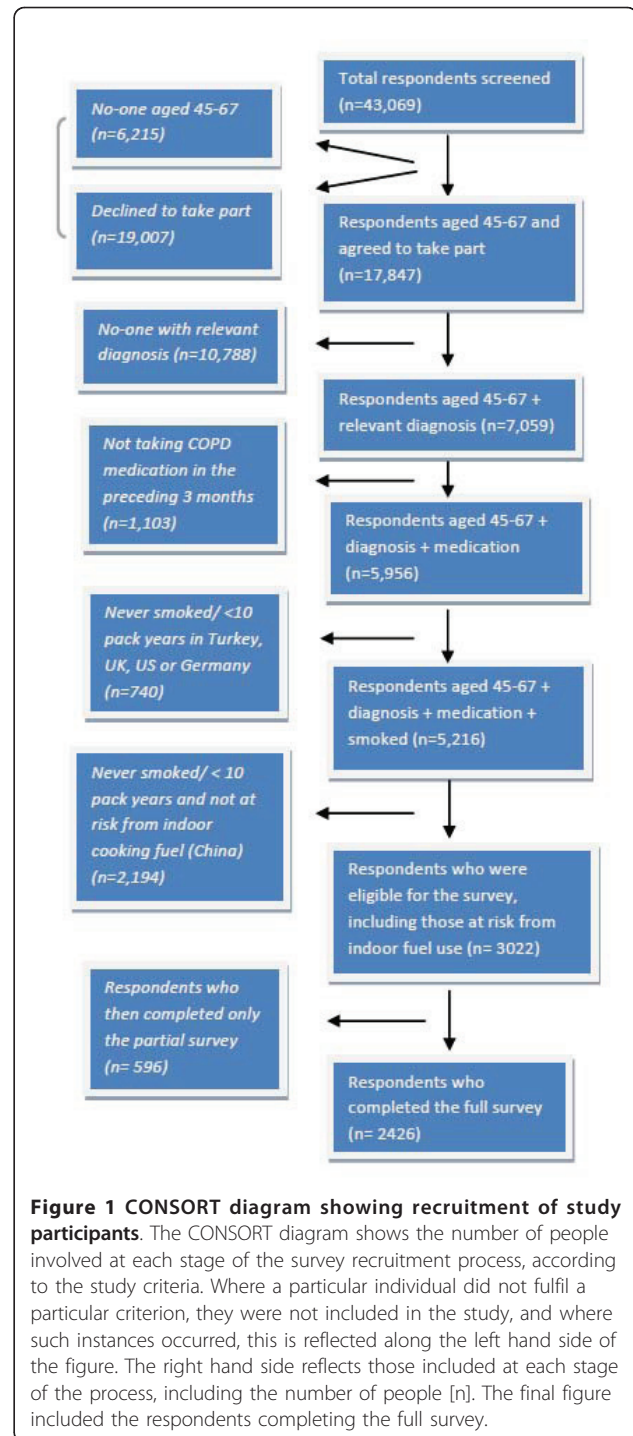 Total respondents screened
(n=43,069)
No-one aged 45-67
(n=6,215)
Declined to take part
(n=19,007)
Respondents aged 45-67 and
agreed to take part
(n=17,847)
No-one with relevant
diagnosis (n=10,788)
Respondents aged 45-67 +
relevant diagnosis (n=7,059)
Not taking COPD
medication in the
preceding 3 months
(n=1,103)
Respondents aged 45-67 +
diagnosis + medication
(n=5,956)
Never smoked/ <10
pack years in Turkey,
UK, US or Germany
(n=740)
Respondents aged 45-67 +
diagnosis + medication +
smoked (n=5,216)
Never smoked/ < 10
pack years and not at
risk from indoor
cooking fuel (China)
(n=2,194)
Respondents who were
eligible for the survey,
including those at risk from
indoor fuel use (n= 3022)
Respondents who
then completed only
the partial survey
(n= 596)
Respondents who
completed the full survey
(n= 2426)
Figure 1 CONSORT diagram showing recruitment of study
participants. The CONSORT diagram shows the number of people
involved at each stage of the survey recruitment process, according
to the study criteria. Where a particular individual did not fulfil a
particular criterion, they were not included in the study, and where
such instances occurred, this is reflected along the left hand side of
the figure. The right hand side reflects those included at each stage
of the process, including the number of people [n]. The final figure
included the respondents completing the full survey.